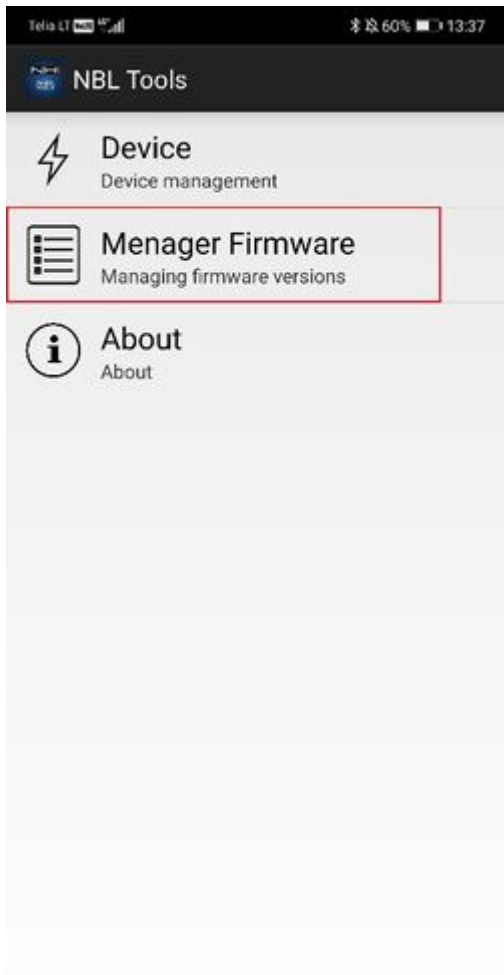 Telia LT
60% 13:37
NBL Tools
Device
Device management
Menager Firmware
Managing firmware versions
About
About